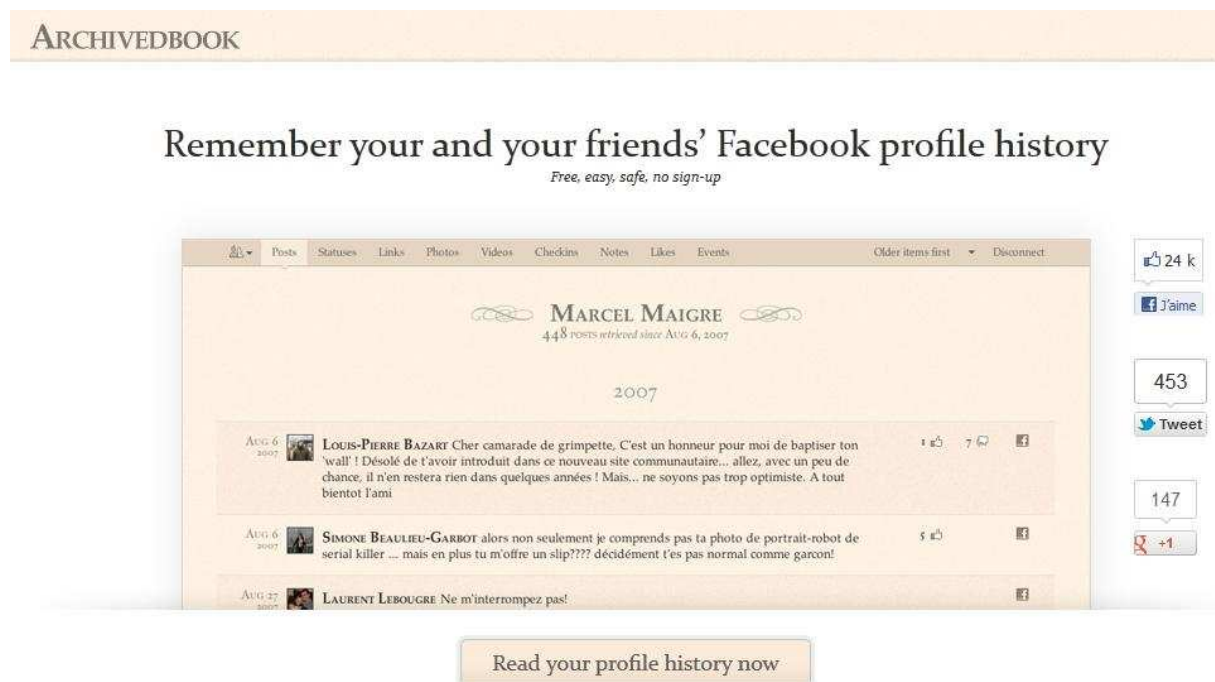 ARCHIVEDBOOK
Remember your and your friends' Facebook profile history
Free, easy, safe, no sign-up
Posts Statuses Links Photos Videos Checkins Notes Likes Events Older items first Disconnect
24 k
J'aime
MARCEL MAIGRE
448 POSTS retrieved since AUG 6, 2007
2007
453
Tweet
AUG 6
2007
LOUIS-PIERRE BAZART Cher camarade de grimpette, C'est un honneur pour moi de baptiser ton
'wall' ! Désolé de t'avoir introduit dans ce nouveau site communautaire... allez, avec un peu de
chance, il n'en restera rien dans quelques années ! Mais... ne soyons pas trop optimiste. A tout
bientot l'ami
1 7
147
+1
AUG 6
2007
SIMONE BEAULIEU-GARBOT alors non seulement je comprends pas ta photo de portrait-robot de
serial killer ... mais en plus tu m'offre un slip???? décidément t'es pas normal comme garcon!
5
AUG 27
2007
LAURENT LEBOUGRE Ne m'interrompez pas!
Read your profile history now